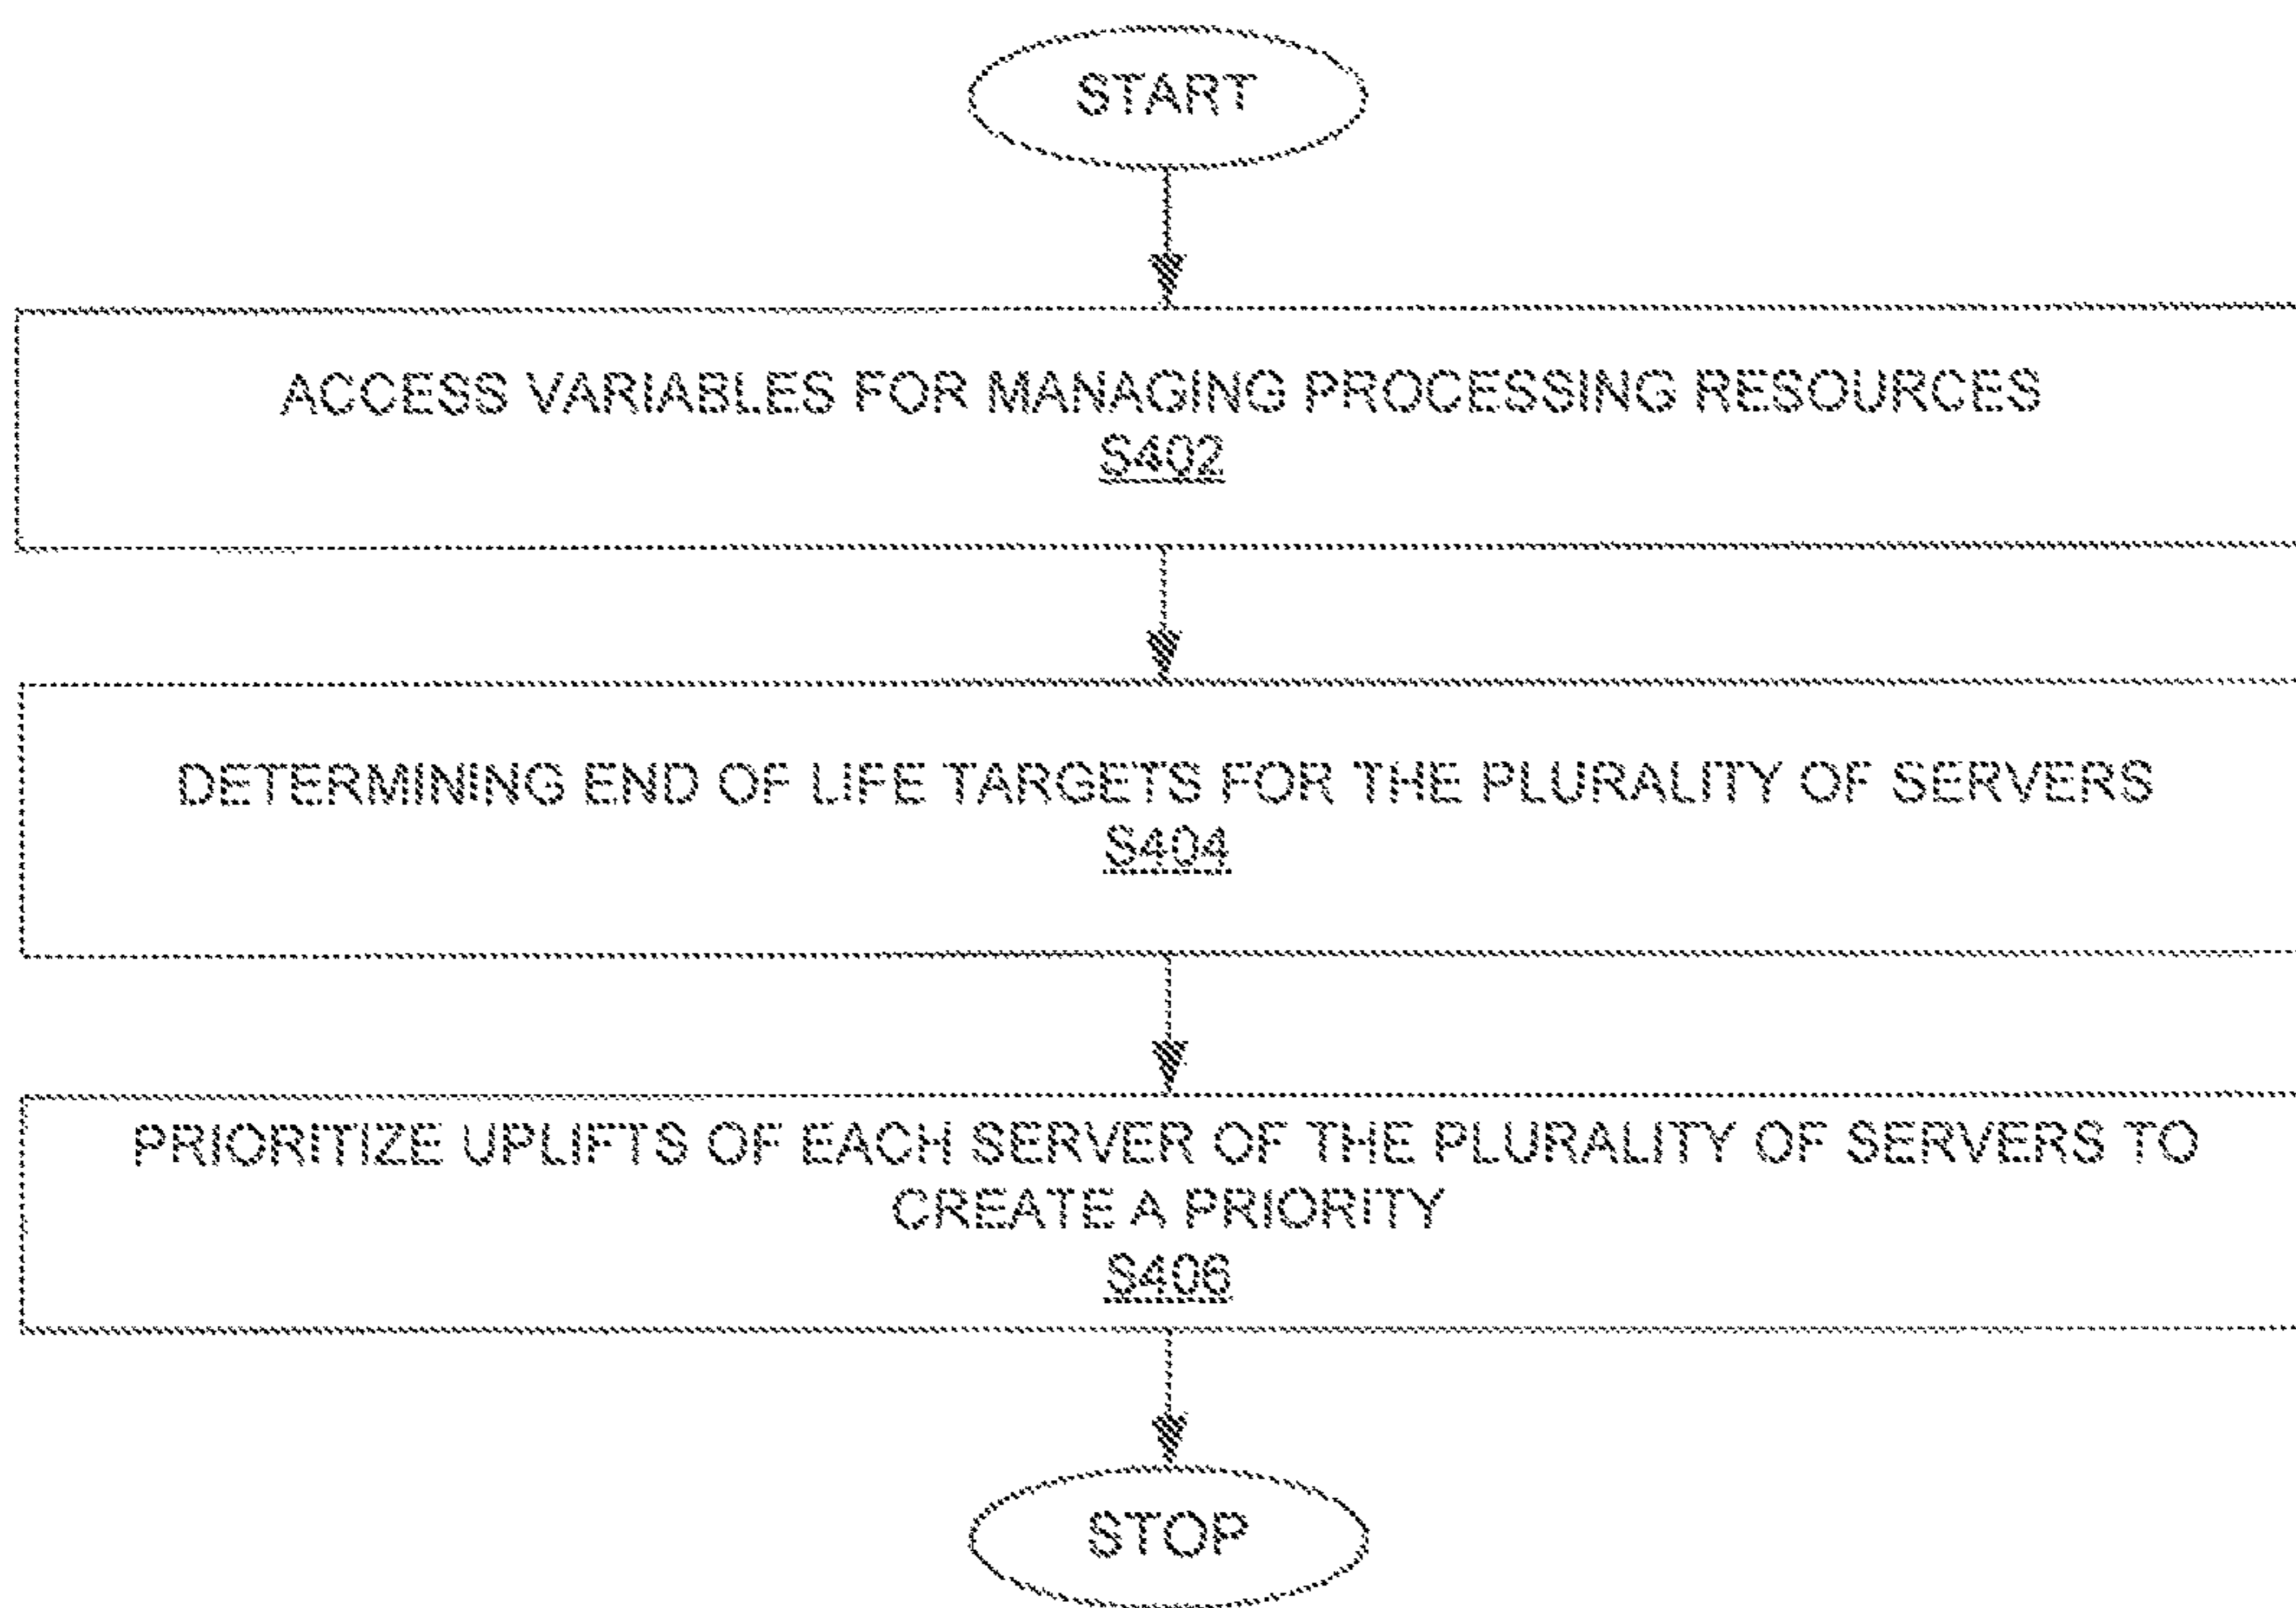 START
ACCESS VARIABLES FOR MANAGING PROCESSING RESOURCES
S402
DETERMINING END OF LIFE TARGETS FOR THE PLURALITY OF SERVERS
S404
PRIORITIZE UPLIFTS OF EACH SERVER OF THE PLURALITY OF SERVERS TO
CREATE A PRIORITY
S406
STOP